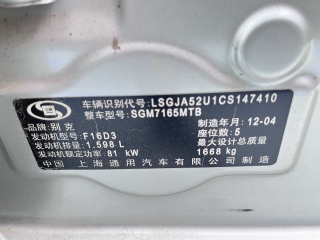 车辆识别代号: LSGJA52U1CS147410
整车型号: SGM7165MTB
品牌: 别克
制造年月: 12-04
发动机型号: F16D3
座位数: 5
发动机排量: 1.598 L
最大设计总质量
发动机额定功率: 81 kW
1668 kg
中国 上海通用汽车有限公司制造